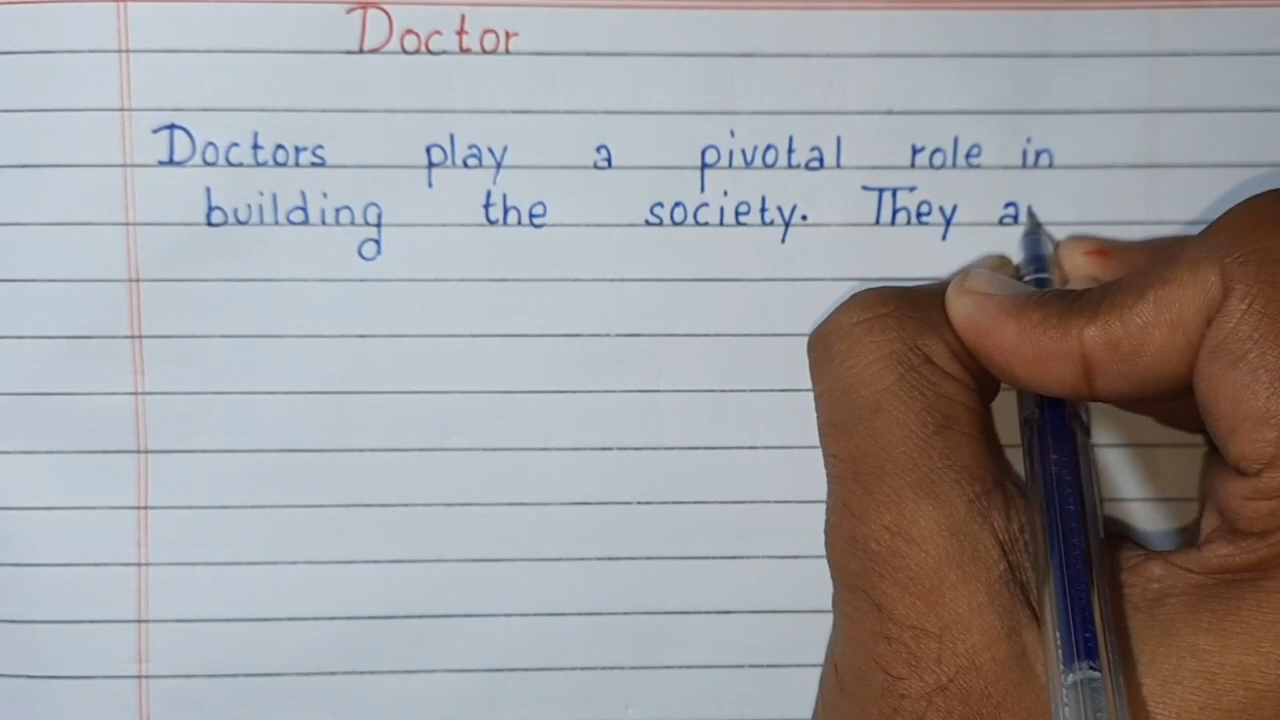 Doctor
Doctors play a pivotal role in
building the society. They a